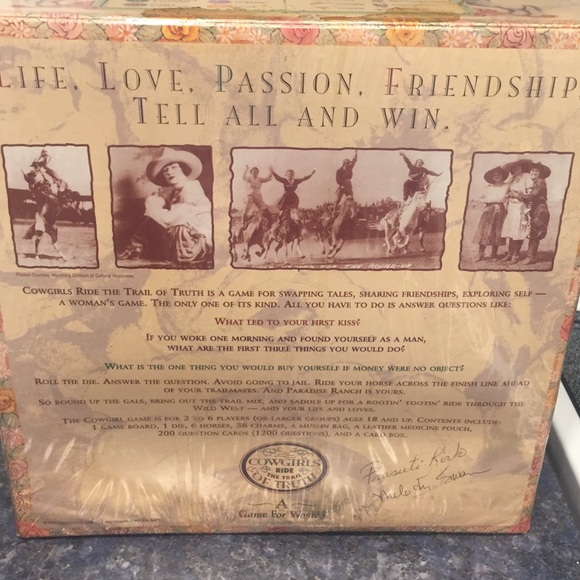 LIFE, LOVE, PASSION, FRIENDSHIP
TELL ALL AND WIN.
COWGIRLS RIDE THE TRAIL OF TRUTH IS A GAME FOR SWAPPING TALES, SHARING FRIENDSHIPS, EXPLORING SELF —
A WOMAN'S GAME. THE ONLY ONE OF ITS KIND. ALL YOU HAVE TO DO IS ANSWER QUESTIONS LIKE:
WHAT LED TO YOUR FIRST KISS?
IF YOU WOKE ONE MORNING AND FOUND YOURSELF AS A MAN,
WHAT ARE THE FIRST THREE THINGS YOU WOULD DO?
WHAT IS THE ONE THING YOU WOULD BUY YOURSELF IF MONEY WERE NO OBJECT?
ROLL THE DIE. ANSWER THE QUESTION. AVOID GOING TO JAIL. RIDE YOUR HORSE ACROSS THE FINISH LINE AHEAD
OF YOUR TRAILMATES. AND PARADISE RANCH IS YOURS.
SO ROUND UP THE GALS, BRING OUT THE TRAIL MIX, AND SADDLE UP FOR A ROOTIN' TOOTIN' RIDE THROUGH THE
WILD WEST — AND YOUR LIFE AND LOVES.
THE COWGIRL GAME IS FOR 2 TO 6 PLAYERS (OR LARGER GROUPS) AGES 18 AND UP. CONTENTS INCLUDE:
1 GAME BOARD, 1 DIE, 6 HORSES, 36 CHARMS, A MUSLIN BAG, A LEATHER MEDICINE POUCH,
200 QUESTION CARDS (1200 QUESTIONS), AND A CARD BOX.
COWGIRLS
RIDE
THE TRAIL
OF TRUTH
A
GAME FOR